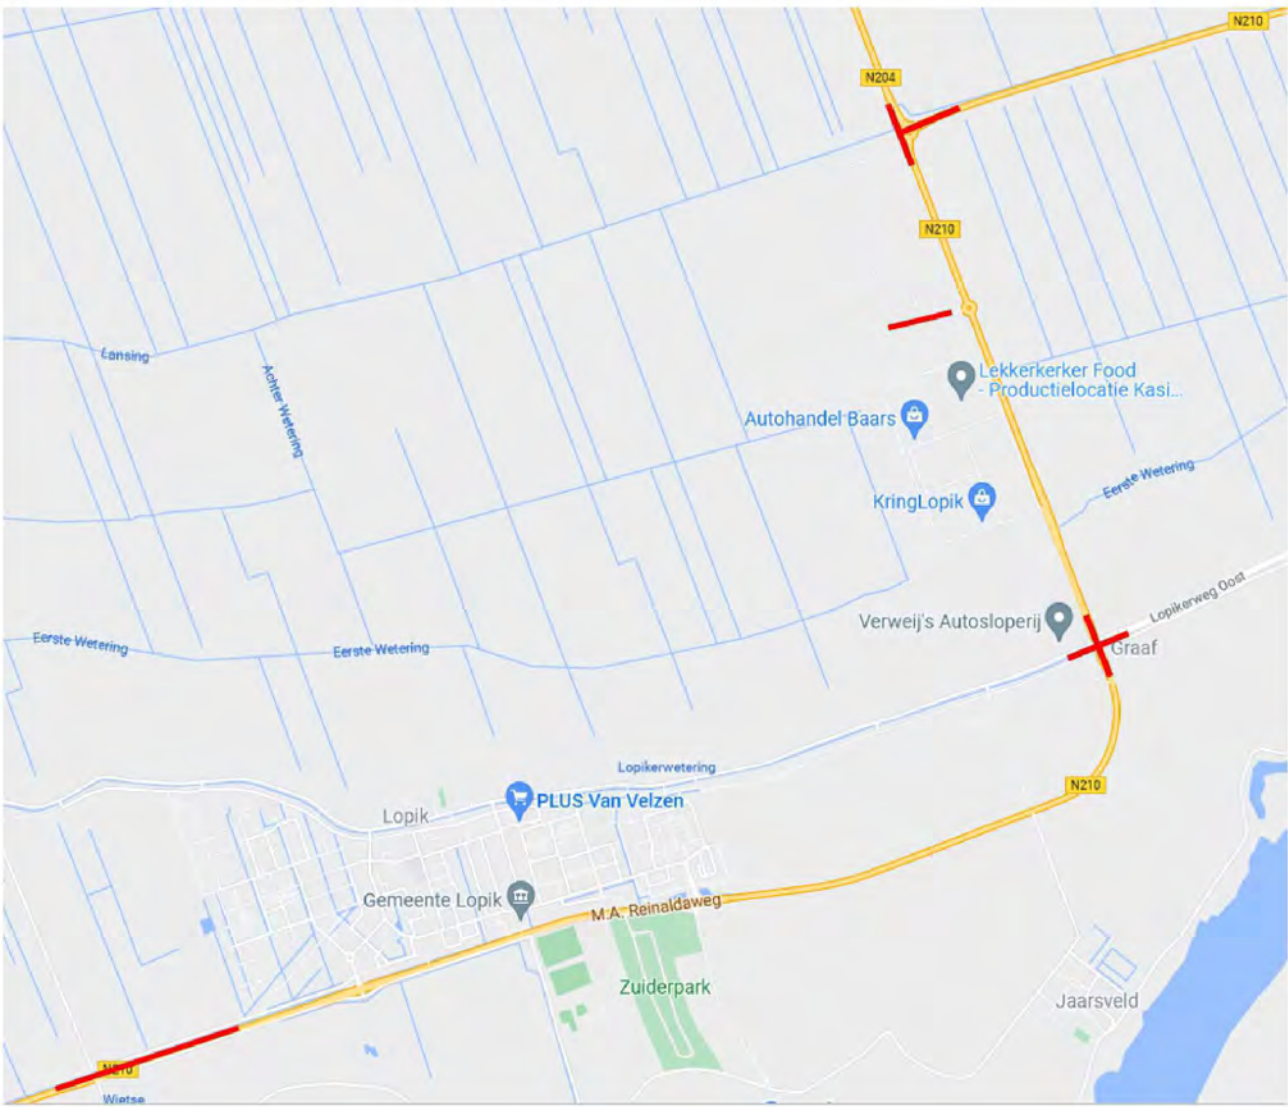 N210
N204
N210
Lansing
Achter Wetering
Lekkerkerker Food
- Productielocatie Kasi...
Autohandel Baars
Eerste Wetering
KringLopik
Lopikerweg Oost
Verweij's Autosloperij
Graaf
Eerste Wetering
Eerste Wetering
Lopikerwetering
N210
PLUS Van Velzen
Lopik
Gemeente Lopik
M.A. Reinaldaweg
Zuiderpark
Jaarsveld
N210
Wietse